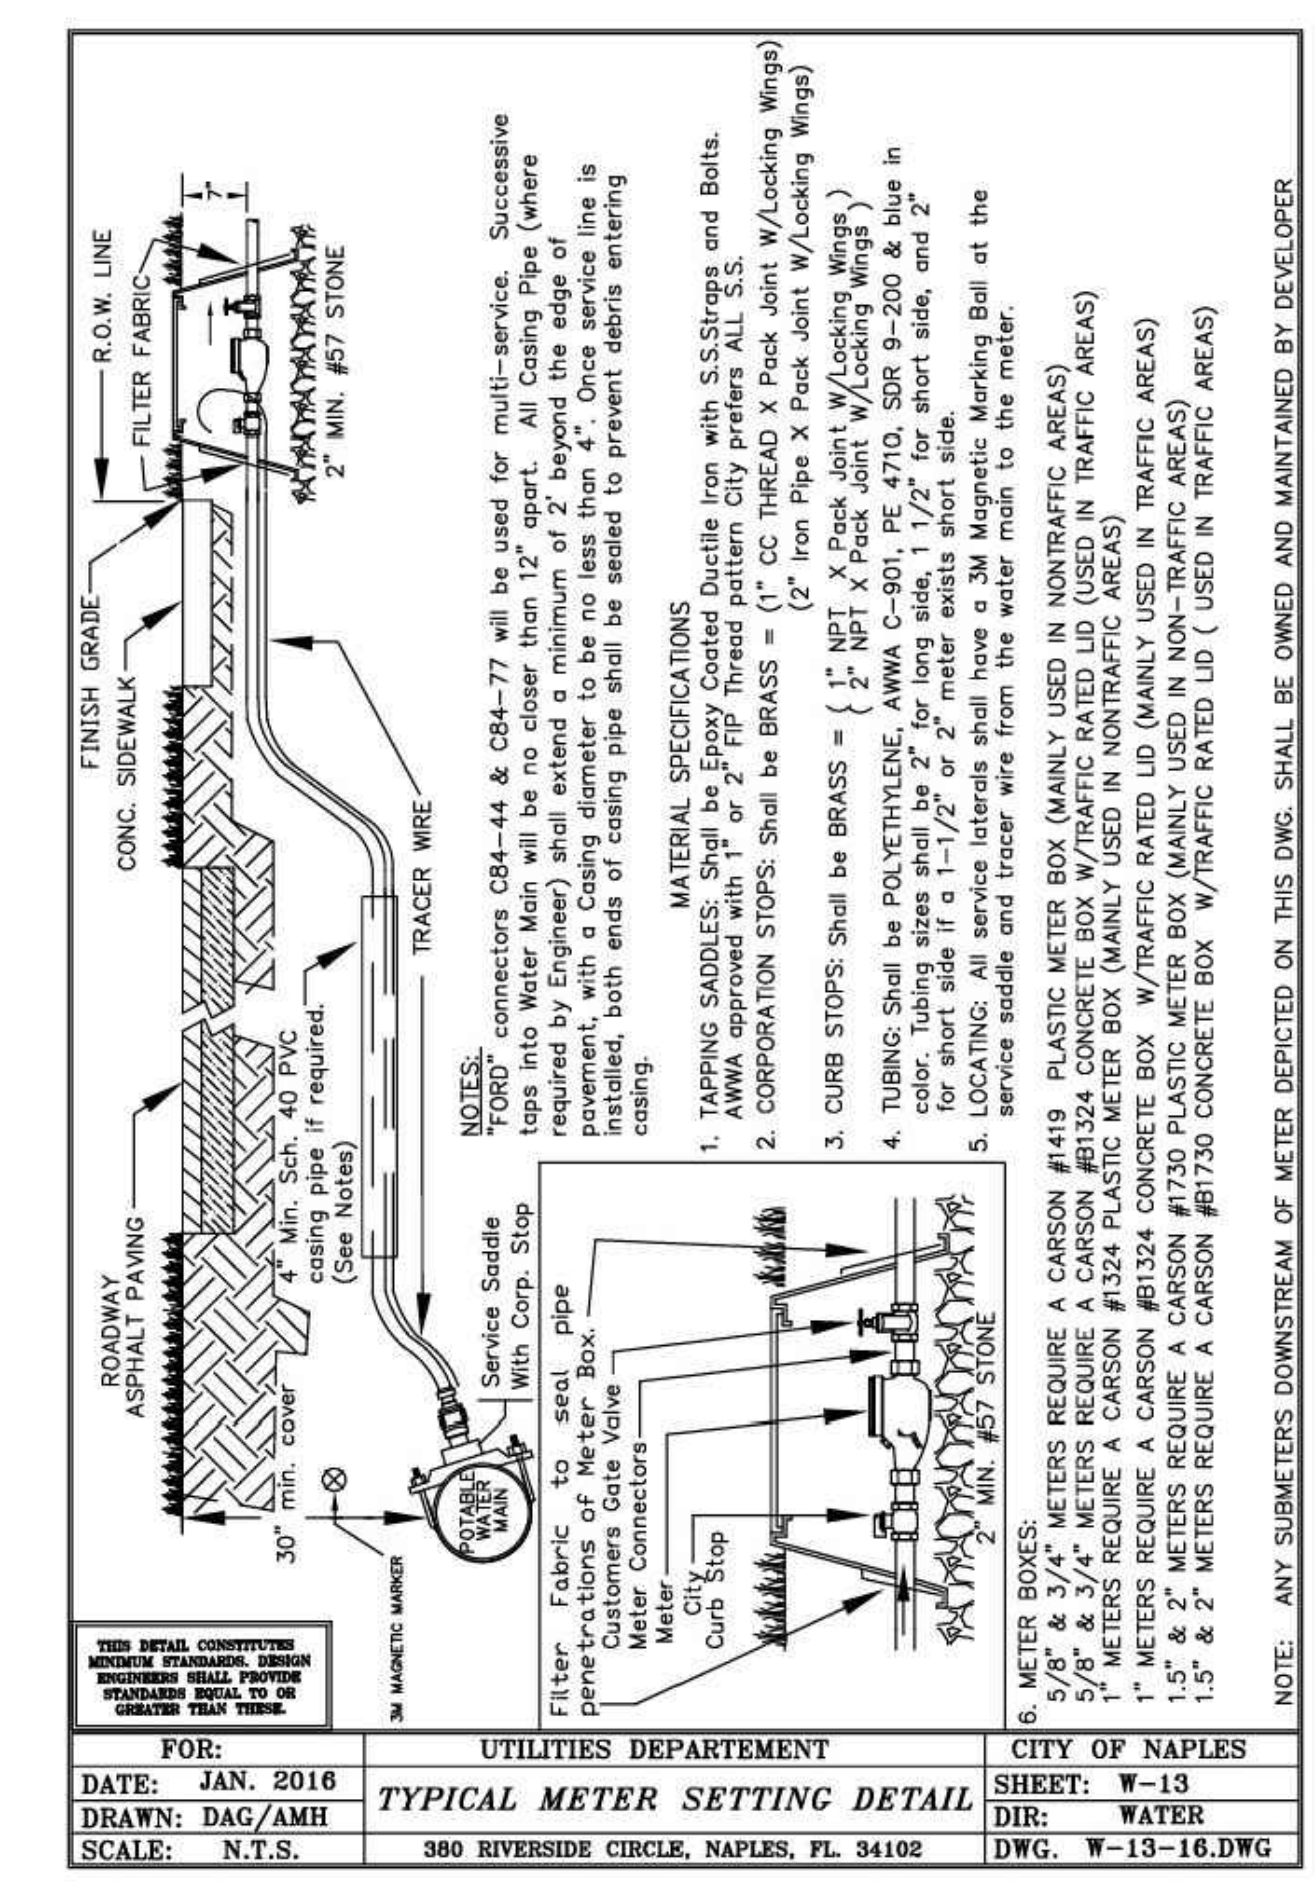 R.O.W. LINE
FILTER FABRIC
FINISH GRADE
CONC. SIDEWALK
ROADWAY
ASPHALT PAVING
7"
2" MIN. #57 STONE
TRACER WIRE
4" Min. Sch. 40 PVC
casing pipe if required.
(See Notes)
30" min. cover
3M MAGNETIC MARKER
POTABLE
WATER
MAIN
Service Saddle
With Corp. Stop
NOTES:
"FORD" connectors C84-44 & C84-77 will be used for multi-service. Successive
taps into Water Main will be no closer than 12" apart. All Casing Pipe (where
required by Engineer) shall extend a minimum of 2' beyond the edge of
pavement, with a Casing diameter to be no less than 4". Once service line is
installed, both ends of casing pipe shall be sealed to prevent debris entering
casing.
MATERIAL SPECIFICATIONS
1. TAPPING SADDLES: Shall be Epoxy Coated Ductile Iron with S.S.Straps and Bolts.
AWWA approved with 1" or 2" FIP Thread pattern City prefers ALL S.S.
2. CORPORATION STOPS: Shall be BRASS = (1" CC THREAD X Pack Joint W/Locking Wings)
(2" Iron Pipe X Pack Joint W/Locking Wings)
3. CURB STOPS: Shall be BRASS = ( 1" NPT X Pack Joint W/Locking Wings )
( 2" NPT X Pack Joint W/Locking Wings )
4. TUBING: Shall be POLYETHYLENE, AWWA C-901, PE 4710, SDR 9-200 & blue in
color. Tubing sizes shall be 2" for long side, 1 1/2" for short side, and 2"
for short side if a 1-1/2" or 2" meter exists short side.
5. LOCATING: All service laterals shall have a 3M Magnetic Marking Ball at the
service saddle and tracer wire from the water main to the meter.
Filter Fabric to seal pipe
penetrations of Meter Box.
Customers Gate Valve
Meter Connectors
Meter
City
Curb Stop
2" MIN. #57 STONE
6. METER BOXES:
5/8" & 3/4" METERS REQUIRE A CARSON #1419 PLASTIC METER BOX (MAINLY USED IN NONTRAFFIC AREAS)
5/8" & 3/4" METERS REQUIRE A CARSON #B1324 CONCRETE BOX W/TRAFFIC RATED LID (USED IN TRAFFIC AREAS)
1" METERS REQUIRE A CARSON #1324 PLASTIC METER BOX (MAINLY USED IN NONTRAFFIC AREAS)
1" METERS REQUIRE A CARSON #B1324 CONCRETE BOX W/TRAFFIC RATED LID (MAINLY USED IN TRAFFIC AREAS)
1.5" & 2" METERS REQUIRE A CARSON #1730 PLASTIC METER BOX (MAINLY USED IN NON-TRAFFIC AREAS)
1.5" & 2" METERS REQUIRE A CARSON #B1730 CONCRETE BOX W/TRAFFIC RATED LID ( USED IN TRAFFIC AREAS)
NOTE: ANY SUBMETERS DOWNSTREAM OF METER DEPICTED ON THIS DWG. SHALL BE OWNED AND MAINTAINED BY DEVELOPER
THIS DETAIL CONSTITUTES
MINIMUM STANDARDS. DESIGN
ENGINEERS SHALL PROVIDE
STANDARDS EQUAL TO OR
GREATER THAN THESE.
FOR:
DATE: JAN. 2016
DRAWN: DAG/AMH
SCALE: N.T.S.
UTILITIES DEPARTEMENT
TYPICAL METER SETTING DETAIL
380 RIVERSIDE CIRCLE, NAPLES, FL. 34102
CITY OF NAPLES
SHEET: W-13
DIR: WATER
DWG. W-13-16.DWG